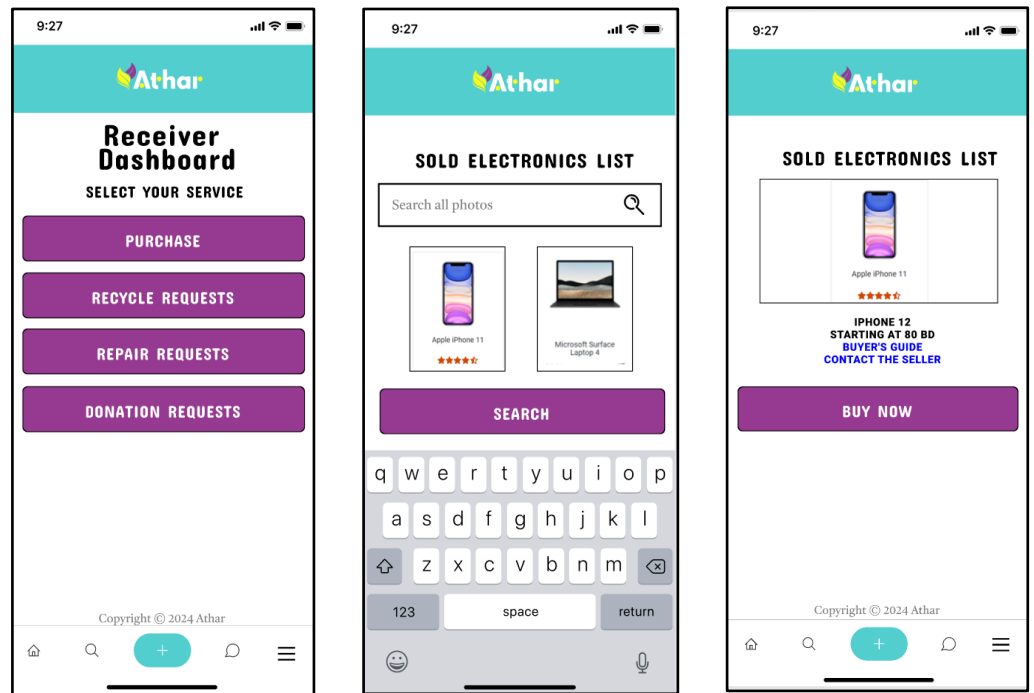 9:27
Athar
Receiver
Dashboard
SELECT YOUR SERVICE
PURCHASE
RECYCLE REQUESTS
REPAIR REQUESTS
DONATION REQUESTS
Copyright © 2024 Athar
9:27
Athar
SOLD ELECTRONICS LIST
Search all photos
Apple iPhone 11
Microsoft Surface
Laptop 4
SEARCH
q w e r t y u i o p
a s d f g h j k l
z x c v b n m
123 space return
9:27
Athar
SOLD ELECTRONICS LIST
Apple iPhone 11
IPHONE 12
STARTING AT 80 BD
BUYER'S GUIDE
CONTACT THE SELLER
BUY NOW
Copyright © 2024 Athar